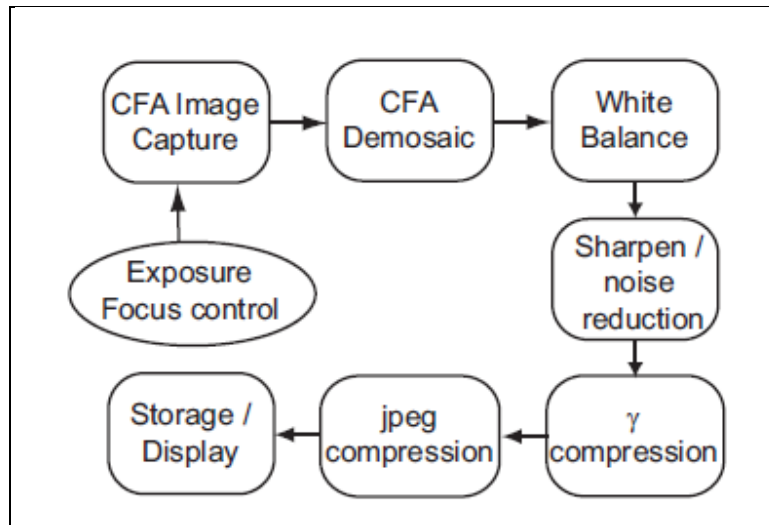 CFA Image
Capture
CFA
Demosaic
White
Balance
Exposure
Focus control
Sharpen /
noise
reduction
γ
compression
jpeg
compression
Storage /
Display